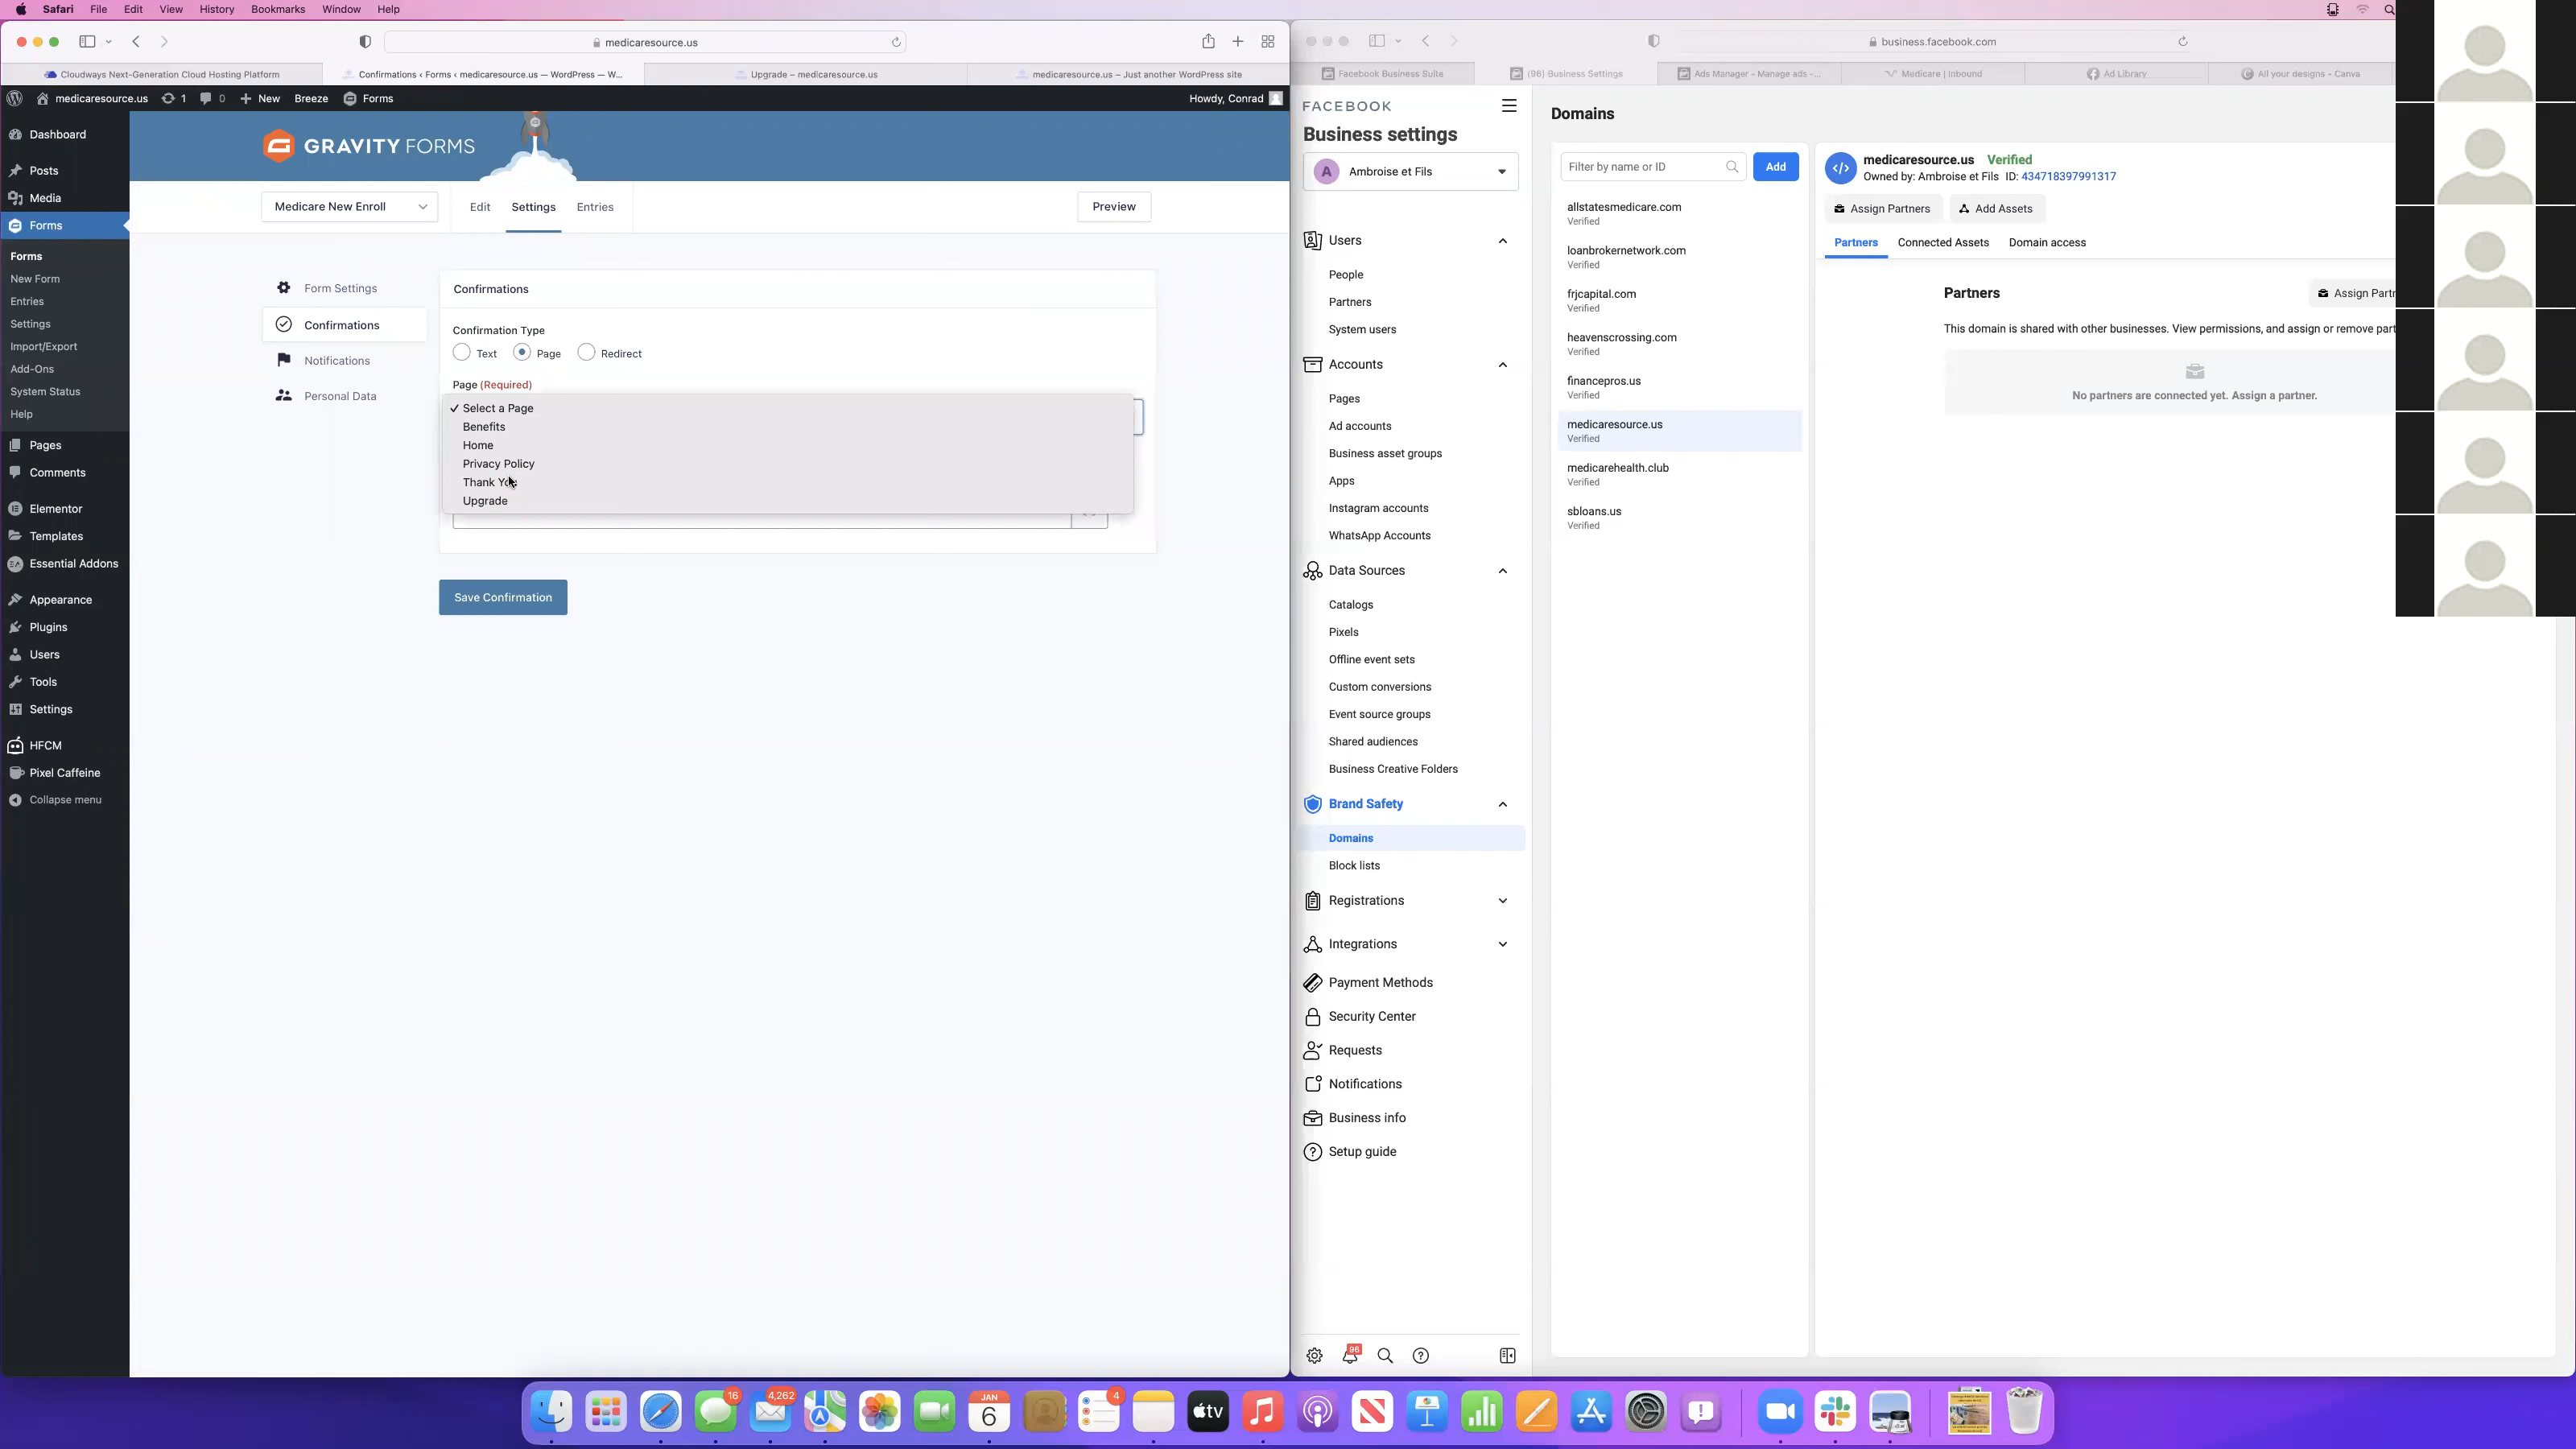 Safari File Edit View History Bookmarks Window Help
medicaresource.us
Cloudways Next-Generation Cloud Hosting Platform
Confirmations ‹ Forms ‹ medicaresource.us — WordPress — W...
Upgrade – medicaresource.us
medicaresource.us – Just another WordPress site
medicaresource.us 1 0 New Breeze Forms
Howdy, Conrad
Dashboard
Posts
Media
Forms
Forms
New Form
Entries
Settings
Import/Export
Add-Ons
System Status
Help
Pages
Comments
Elementor
Templates
Essential Addons
Appearance
Plugins
Users
Tools
Settings
HFCM
Pixel Caffeine
Collapse menu
GRAVITY FORMS
Medicare New Enroll
Edit Settings Entries
Preview
Form Settings
Confirmations
Notifications
Personal Data
Confirmations
Confirmation Type
Text Page Redirect
Page (Required)
✓ Select a Page
Benefits
Home
Privacy Policy
Thank
Upgrade
Save Confirmation
business.facebook.com
Facebook Business Suite
(96) Business Settings
Ads Manager - Manage ads -...
Medicare | Inbound
Ad Library
All your designs - Canva
FACEBOOK
Business settings
A Ambroise et Fils
Users
People
Partners
System users
Accounts
Pages
Ad accounts
Business asset groups
Apps
Instagram accounts
WhatsApp Accounts
Data Sources
Catalogs
Pixels
Offline event sets
Custom conversions
Event source groups
Shared audiences
Business Creative Folders
Brand Safety
Domains
Block lists
Registrations
Integrations
Payment Methods
Security Center
Requests
Notifications
Business info
Setup guide
96
Domains
Filter by name or ID
Add
allstatesmedicare.com
Verified
loanbrokernetwork.com
Verified
frjcapital.com
Verified
heavenscrossing.com
Verified
financepros.us
Verified
medicaresource.us
Verified
medicarehealth.club
Verified
sbloans.us
Verified
medicaresource.us Verified
Owned by: Ambroise et Fils ID: 434718397991317
Assign Partners Add Assets
Partners Connected Assets Domain access
Partners
Assign Partn
This domain is shared with other businesses. View permissions, and assign or remove part
No partners are connected yet. Assign a partner.
16
4,262
JAN
6
4
tv